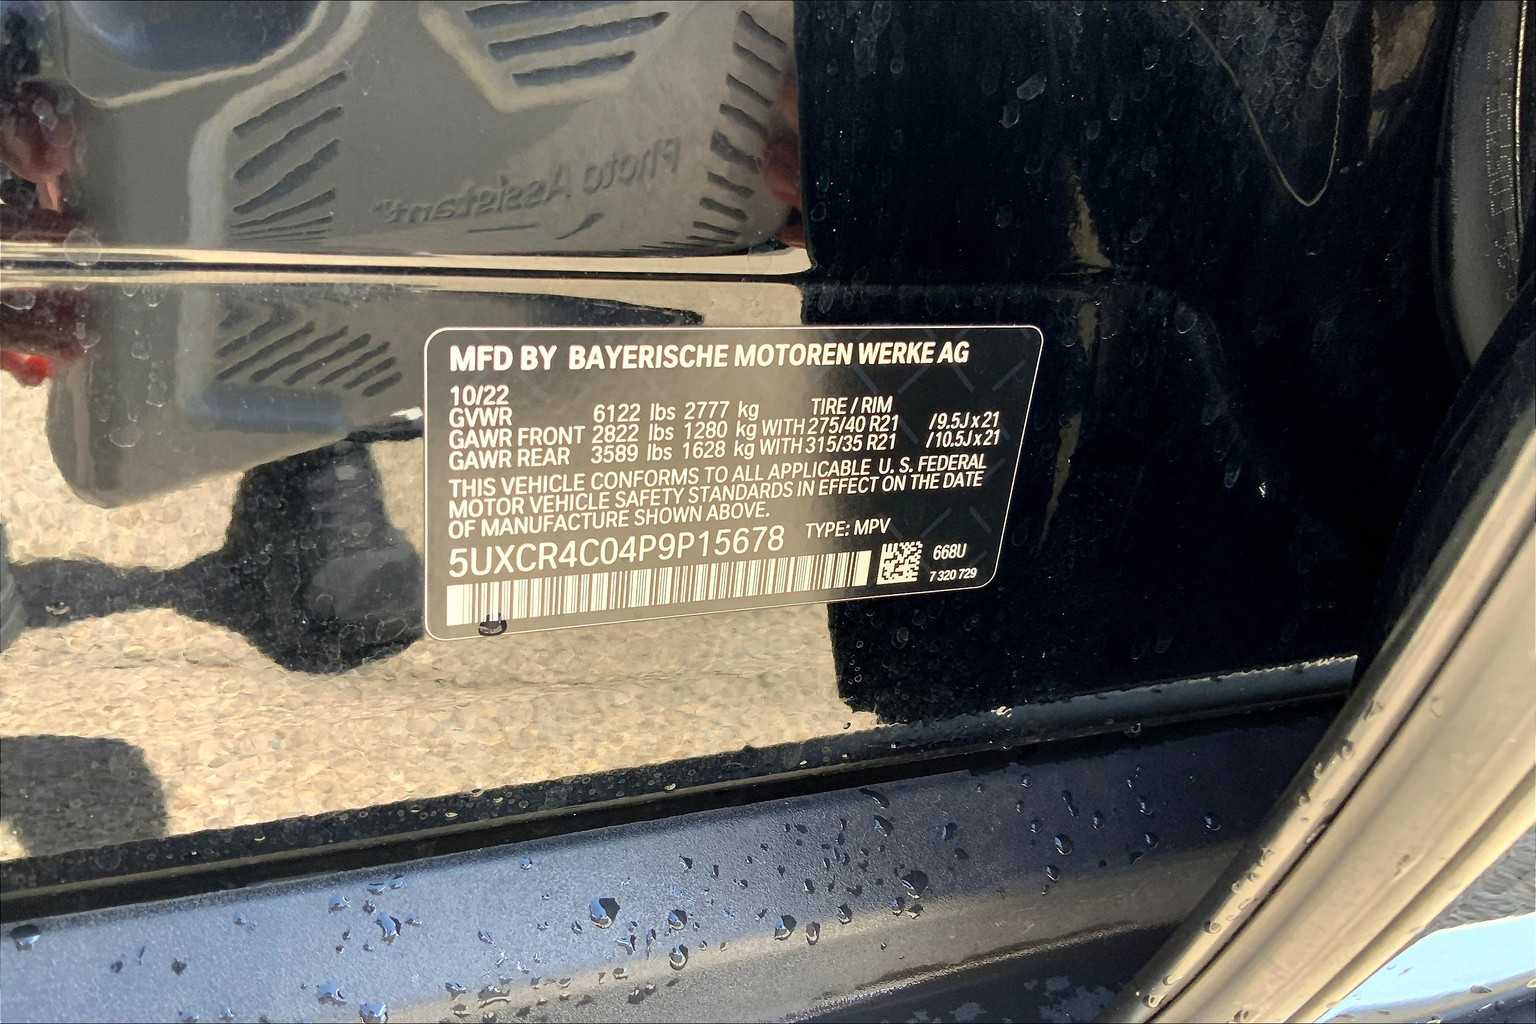 Photo Assistant™
MFD BY BAYERISCHE MOTOREN WERKE AG
10/22
GVWR 6122 lbs 2777 kg TIRE / RIM
GAWR FRONT 2822 lbs 1280 kg WITH 275/40 R21 /9.5J x 21
GAWR REAR 3589 lbs 1628 kg WITH 315/35 R21 /10.5J x 21
THIS VEHICLE CONFORMS TO ALL APPLICABLE U. S. FEDERAL
MOTOR VEHICLE SAFETY STANDARDS IN EFFECT ON THE DATE
OF MANUFACTURE SHOWN ABOVE.
5UXCR4C04P9P15678 TYPE: MPV
668U
7 320 729